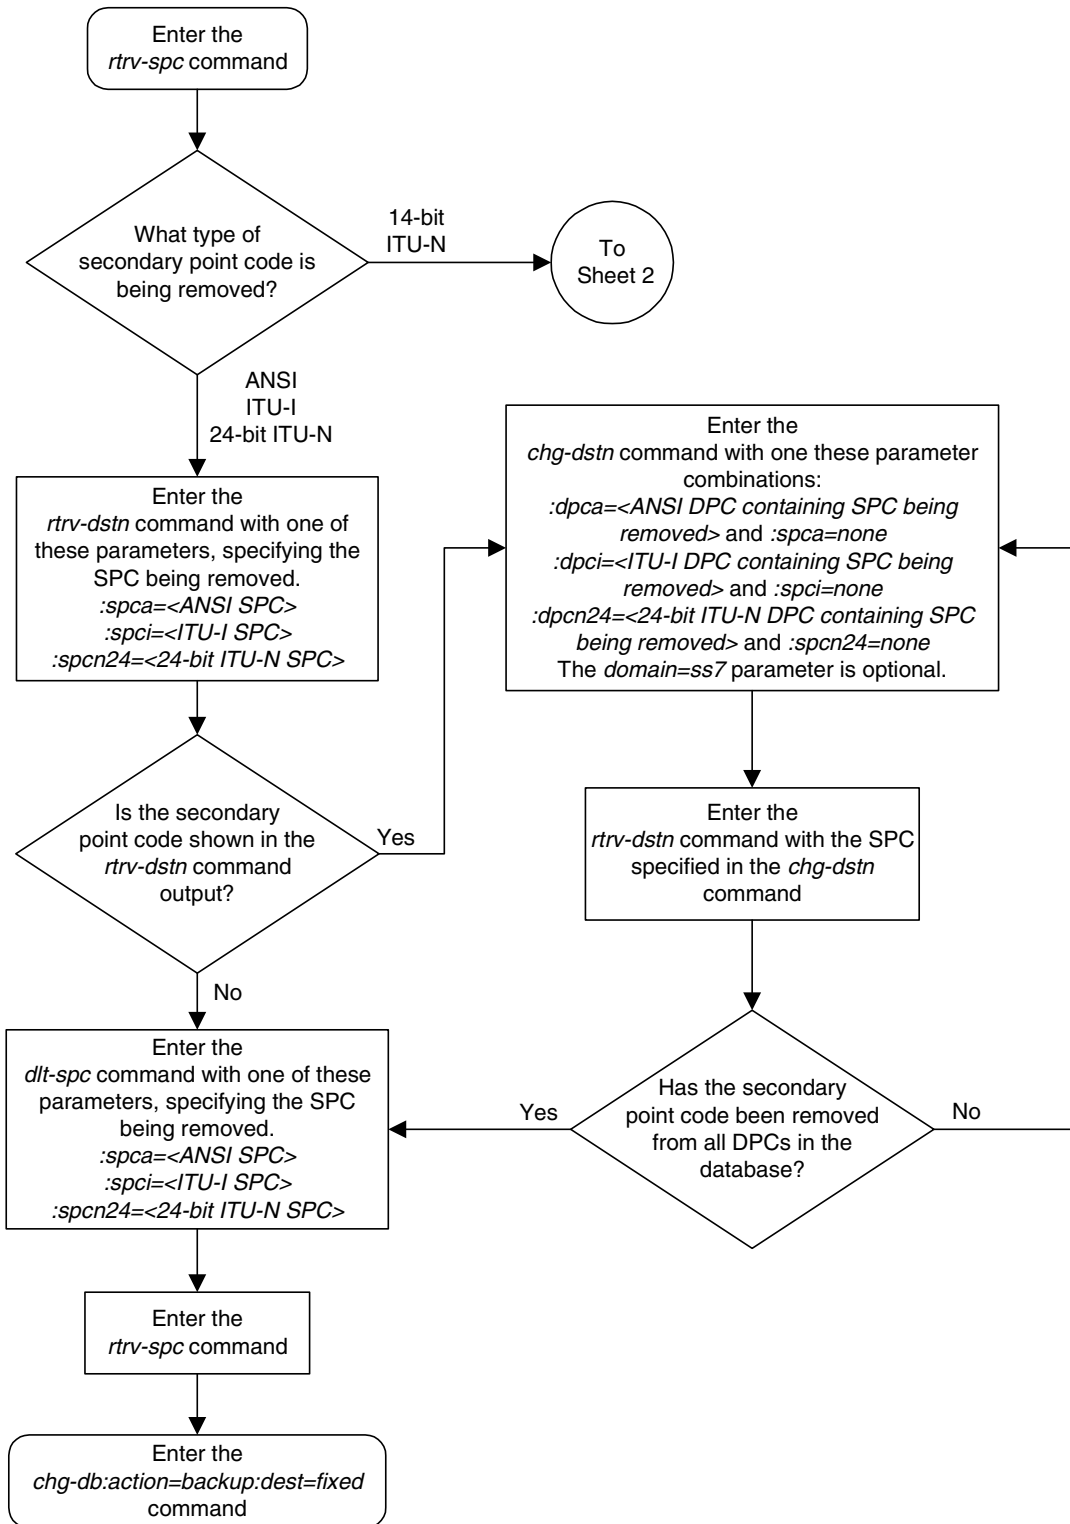 Enter the
rtrv-spc command
What type of
secondary point code is
being removed?
14-bit
ITU-N
To
Sheet 2
ANSI
ITU-I
24-bit ITU-N
Enter the
rtrv-dstn command with one of
these parameters, specifying the
SPC being removed.
:spca=<ANSI SPC>
:spci=<ITU-I SPC>
:spcn24=<24-bit ITU-N SPC>
Is the secondary
point code shown in the
rtrv-dstn command
output?
Yes
No
Enter the
chg-dstn command with one these parameter
combinations:
:dpca=<ANSI DPC containing SPC being
removed> and :spca=none
:dpci=<ITU-I DPC containing SPC being
removed> and :spci=none
:dpcn24=<24-bit ITU-N DPC containing SPC
being removed> and :spcn24=none
The domain=ss7 parameter is optional.
Enter the
rtrv-dstn command with the SPC
specified in the chg-dstn
command
Has the secondary
point code been removed
from all DPCs in the
database?
Yes
No
Enter the
dlt-spc command with one of these
parameters, specifying the SPC
being removed.
:spca=<ANSI SPC>
:spci=<ITU-I SPC>
:spcn24=<24-bit ITU-N SPC>
Enter the
rtrv-spc command
Enter the
chg-db:action=backup:dest=fixed
command